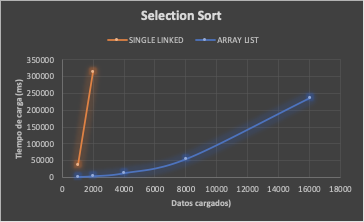 Selection Sort
SINGLE LINKED ARRAY LIST
Tiempo de carga (ms)
350000
300000
250000
200000
150000
100000
50000
0
0 2000 4000 6000 8000 10000 12000 14000 16000 18000
Datos cargados)